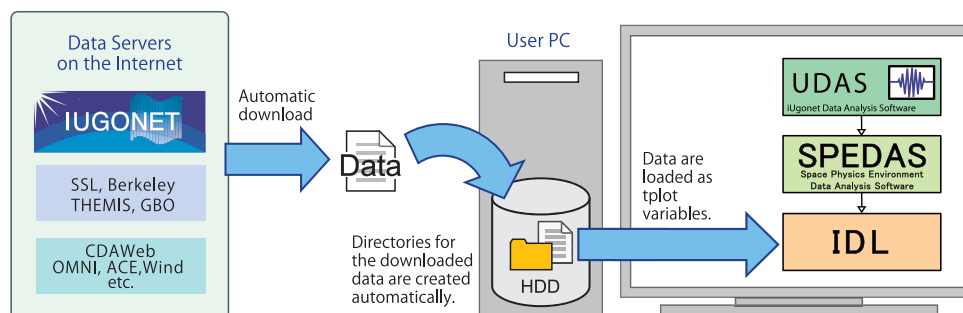 Data Servers
on the Internet
IUGONET
SSL, Berkeley
THEMIS, GBO
CDAWeb
OMNI, ACE,Wind
etc.
Automatic
download
Data
Directories for
the downloaded
data are created
automatically.
User PC
HDD
Data are
loaded as
tplot
variables.
UDAS
iUgonet Data Analysis Software
SPEDAS
Space Physics Environment
Data Analysis Software
IDL